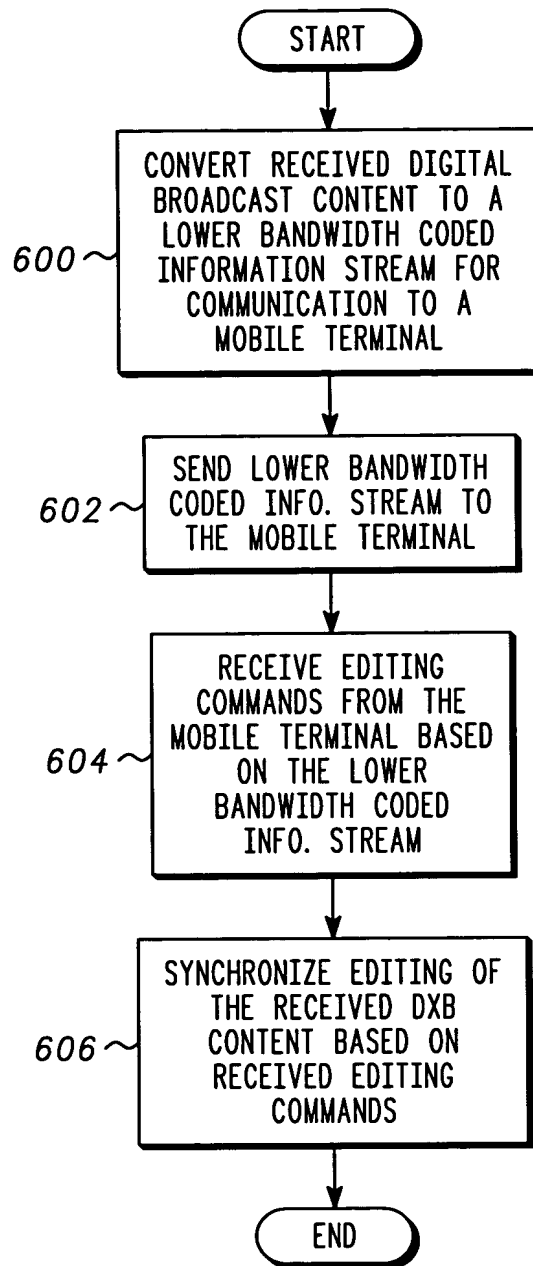 START
CONVERT RECEIVED DIGITAL
BROADCAST CONTENT TO A
LOWER BANDWIDTH CODED
INFORMATION STREAM FOR
COMMUNICATION TO A
MOBILE TERMINAL
600
SEND LOWER BANDWIDTH
CODED INFO. STREAM TO
THE MOBILE TERMINAL
602
RECEIVE EDITING
COMMANDS FROM THE
MOBILE TERMINAL BASED
ON THE LOWER
BANDWIDTH CODED
INFO. STREAM
604
SYNCHRONIZE EDITING OF
THE RECEIVED DXB
CONTENT BASED ON
RECEIVED EDITING
COMMANDS
606
END